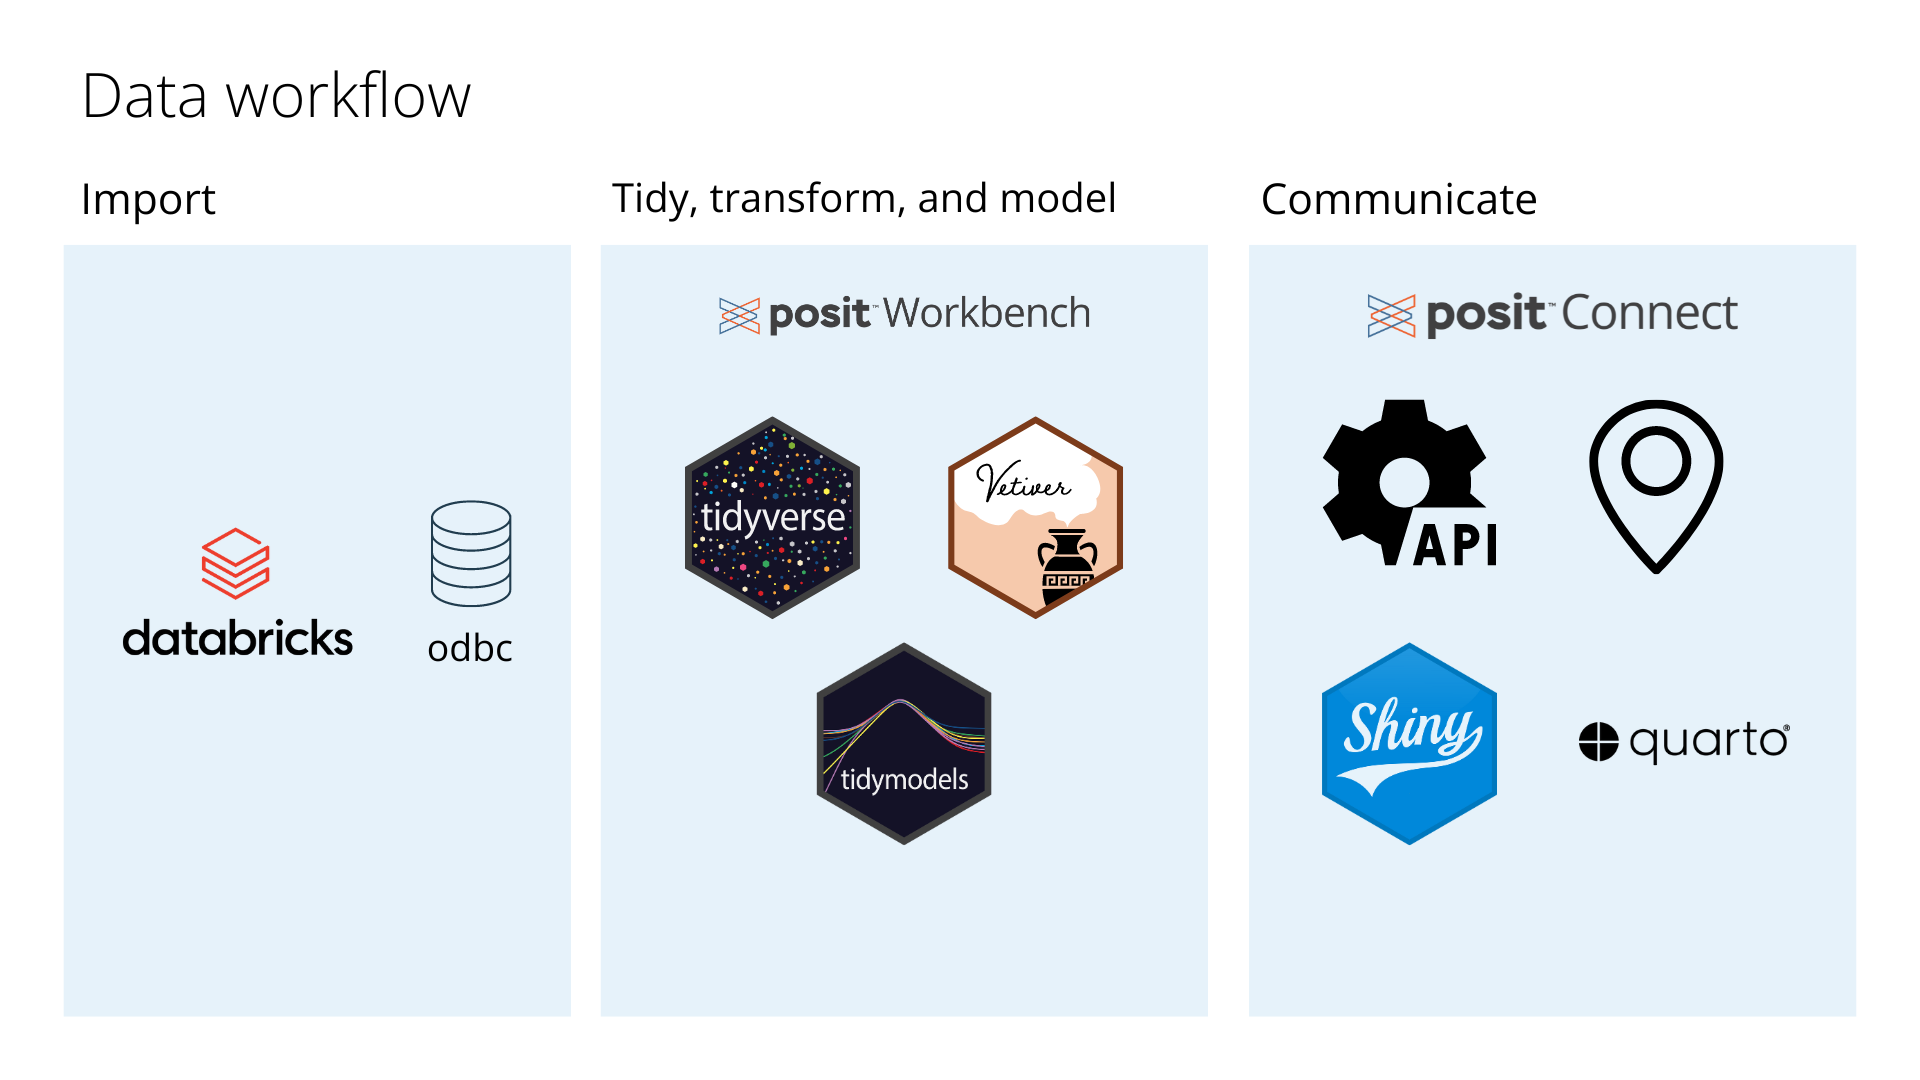 Data workflow
Import
Tidy, transform, and model
Communicate
databricks
odbc
posit™ Workbench
tidyverse
Vetiver
tidymodels
posit™ Connect
API
Shiny
quarto®